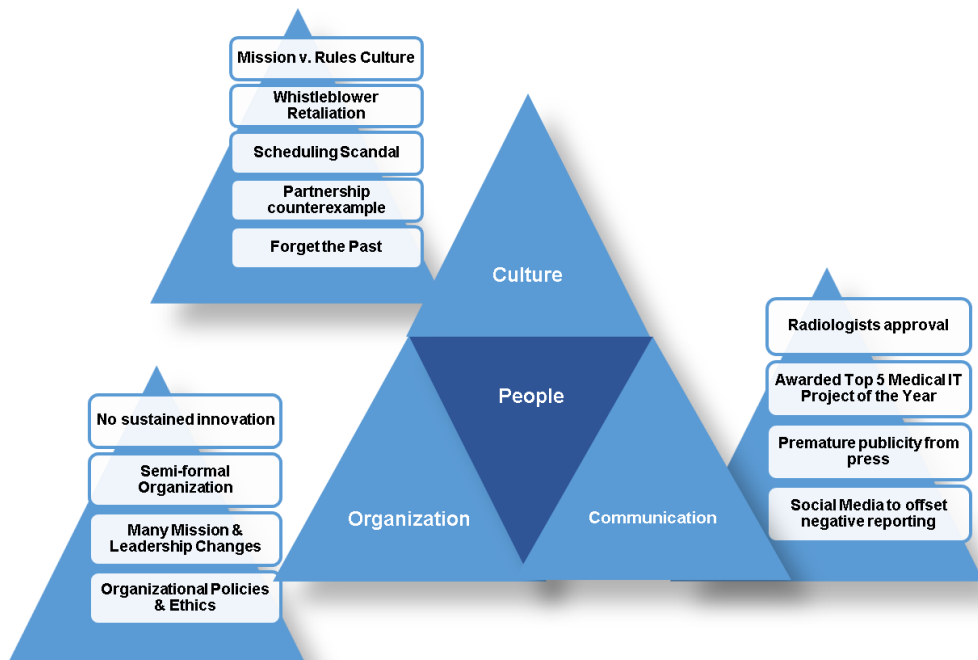 Mission v. Rules Culture
Whistleblower
Retaliation
Scheduling Scandal
Partnership
counterexample
Forget the Past
Culture
People
Organization
Communication
No sustained innovation
Semi-formal
Organization
Many Mission &
Leadership Changes
Organizational Policies
& Ethics
Radiologists approval
Awarded Top 5 Medical IT
Project of the Year
Premature publicity from
press
Social Media to offset
negative reporting